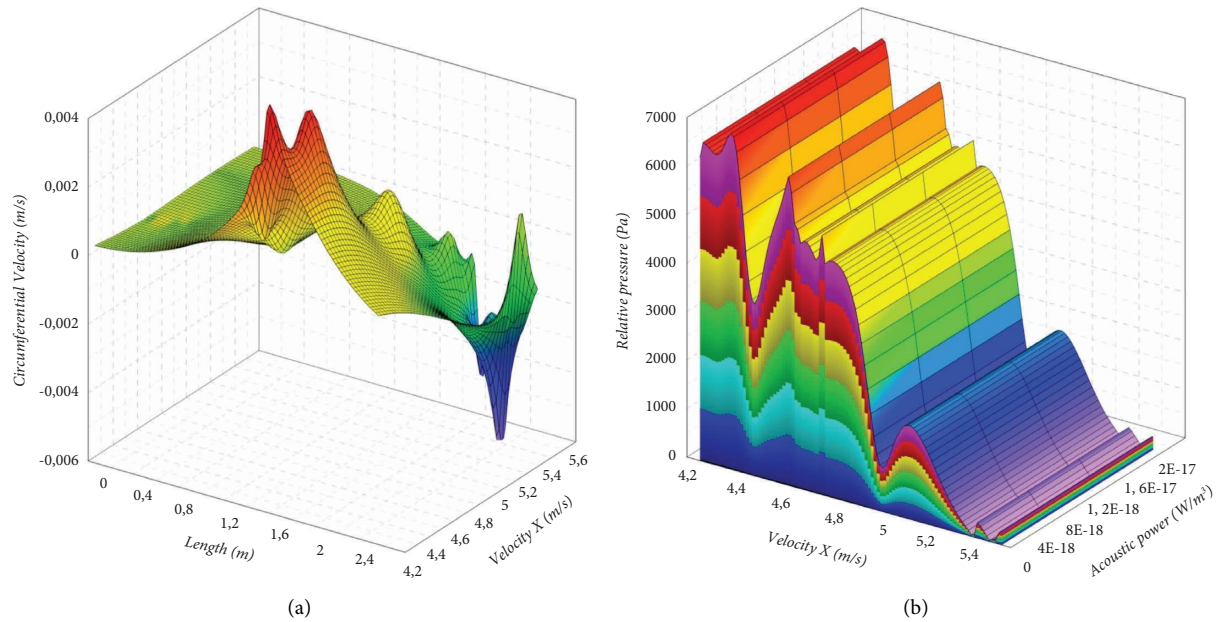 0,004
0,002
0
-0,002
-0,004
-0,006
Circumferential Velocity (m/s)
0
0,4
0,8
1,2
1,6
2
2,4
Length (m)
4,2
4,4
4,6
4,8
5
5,2
5,4
5,6
Velocity X (m/s)
(a)
7000
6000
5000
4000
3000
2000
1000
0
Relative pressure (Pa)
4,2
4,4
4,6
4,8
5
5,2
5,4
Velocity X (m/s)
0
4E-18
8E-18
1, 2E-18
1, 6E-17
2E-17
Acoustic power (W/m³)
(b)